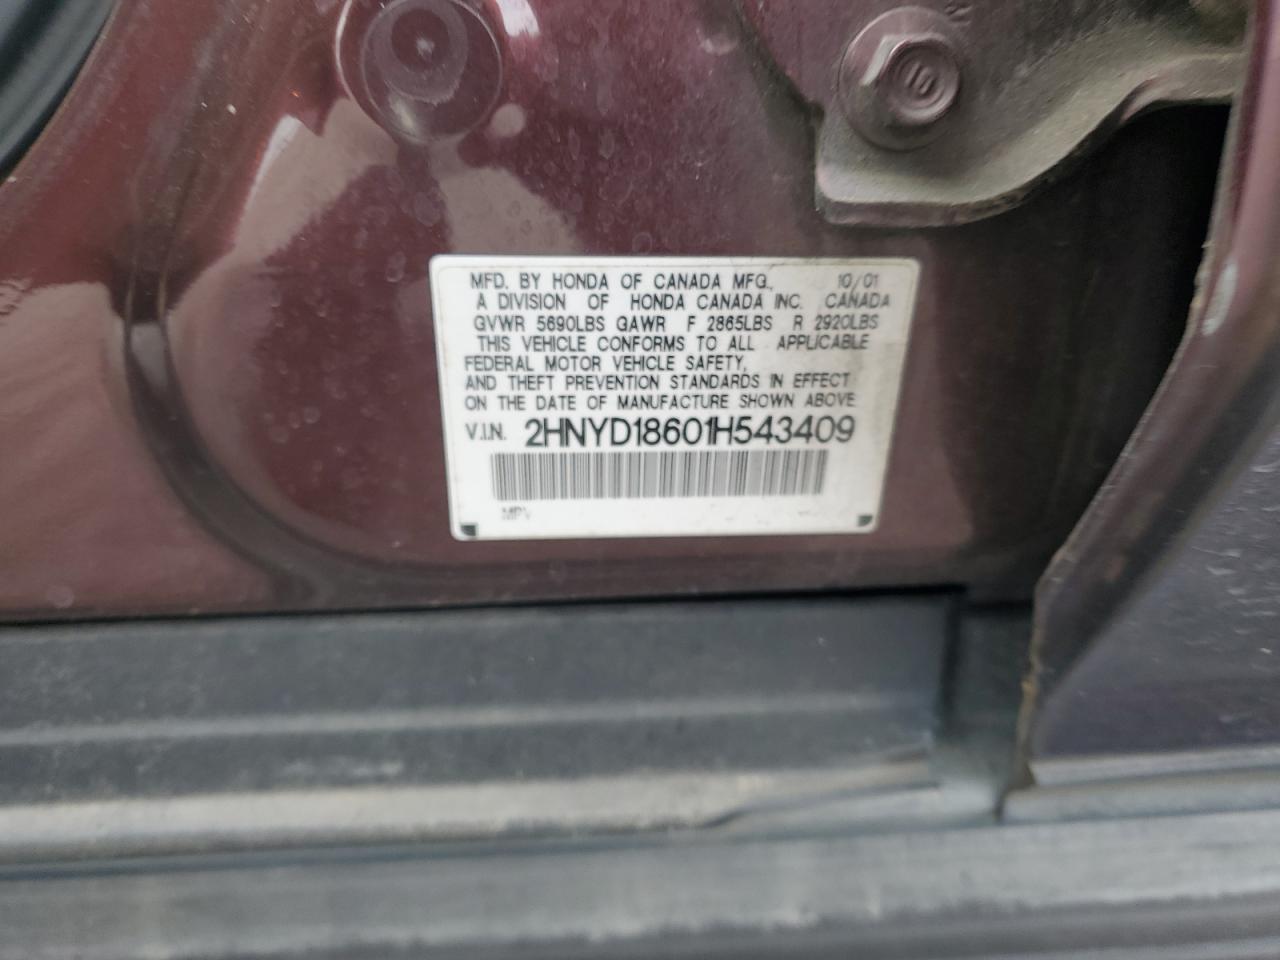 MFD. BY HONDA OF CANADA MFG., 10/01
A DIVISION OF HONDA CANADA INC. CANADA
GVWR 5690LBS GAWR F 2865LBS R 2920LBS
THIS VEHICLE CONFORMS TO ALL APPLICABLE
FEDERAL MOTOR VEHICLE SAFETY,
AND THEFT PREVENTION STANDARDS IN EFFECT
ON THE DATE OF MANUFACTURE SHOWN ABOVE
V.I.N. 2HNYD18601H543409
MPV